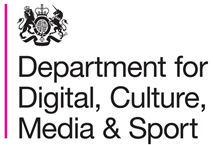 Department for
Digital, Culture,
Media & Sport